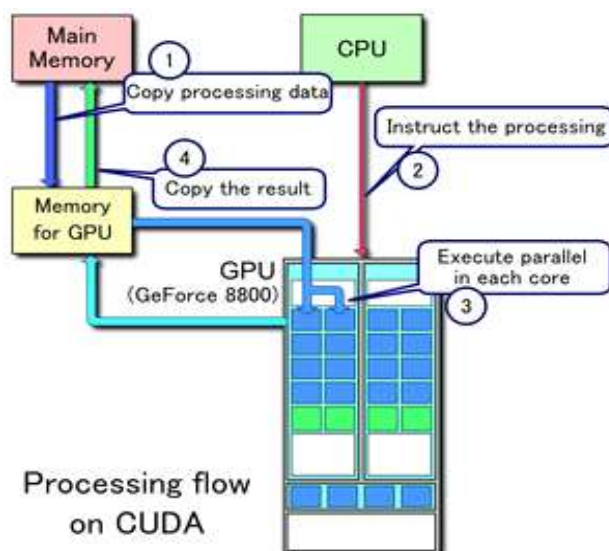 Main
Memory
1
Copy processing data
CPU
Instruct the processing
2
4
Copy the result
Memory
for GPU
GPU
(GeForce 8800)
Execute parallel
in each core
3
Processing flow
on CUDA